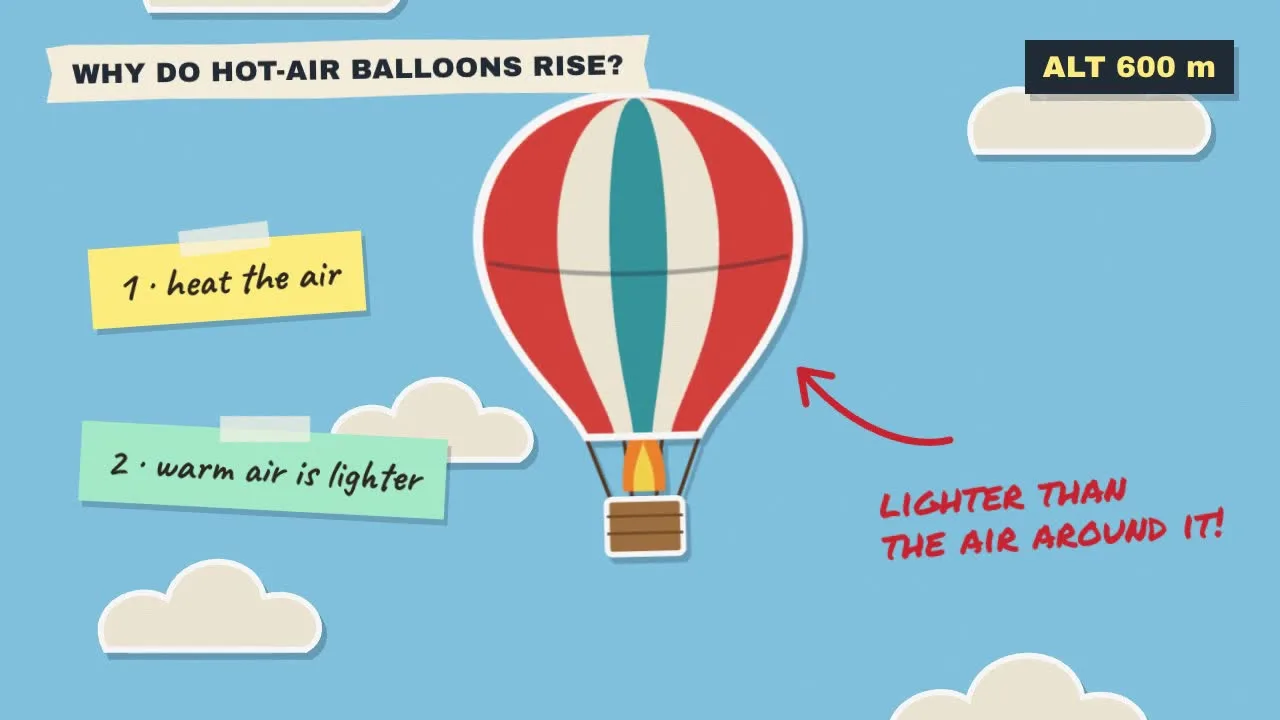 WHY DO HOT-AIR BALLOONS RISE?
ALT 600 m
1 · heat the air
2 · warm air is lighter
LIGHTER THAN
THE AIR AROUND IT!